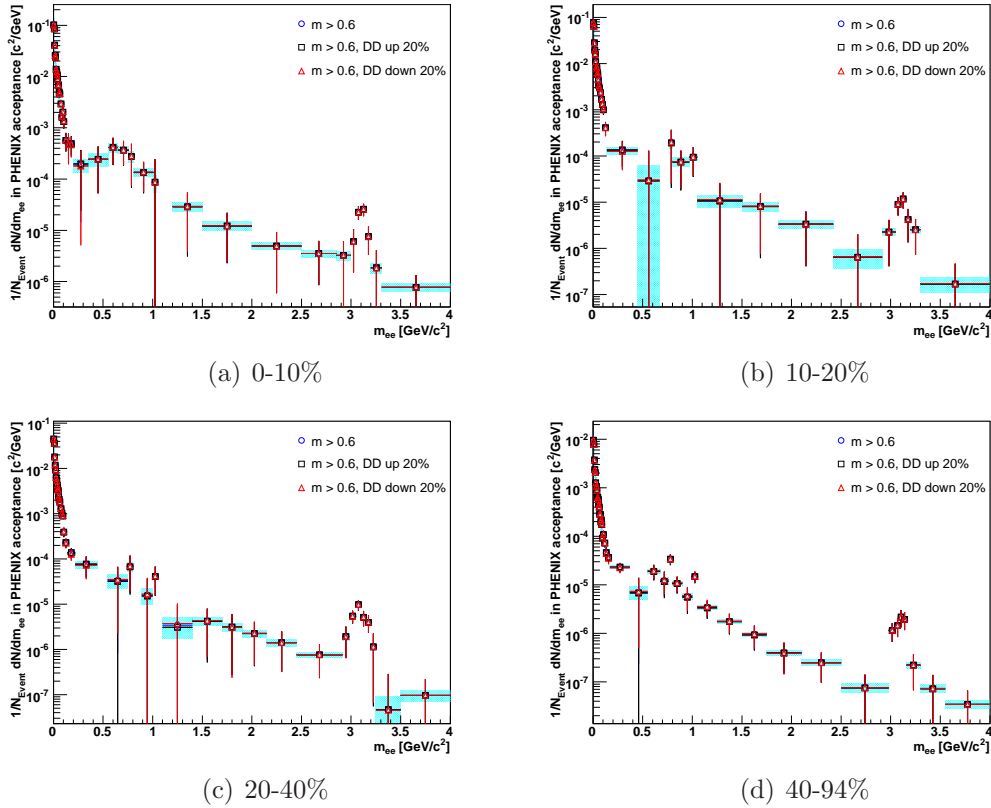 1/N_Event dN/dm_ee in PHENIX acceptance [c²/GeV]
10⁻¹
10⁻²
10⁻³
10⁻⁴
10⁻⁵
10⁻⁶
m > 0.6
m > 0.6, DD up 20%
m > 0.6, DD down 20%
0 0.5 1 1.5 2 2.5 3 3.5 4
m_ee [GeV/c²]
(a) 0-10%
1/N_Event dN/dm_ee in PHENIX acceptance [c²/GeV]
10⁻¹
10⁻²
10⁻³
10⁻⁴
10⁻⁵
10⁻⁶
10⁻⁷
m > 0.6
m > 0.6, DD up 20%
m > 0.6, DD down 20%
0 0.5 1 1.5 2 2.5 3 3.5 4
m_ee [GeV/c²]
(b) 10-20%
1/N_Event dN/dm_ee in PHENIX acceptance [c²/GeV]
10⁻¹
10⁻²
10⁻³
10⁻⁴
10⁻⁵
10⁻⁶
10⁻⁷
m > 0.6
m > 0.6, DD up 20%
m > 0.6, DD down 20%
0 0.5 1 1.5 2 2.5 3 3.5 4
m_ee [GeV/c²]
(c) 20-40%
1/N_Event dN/dm_ee in PHENIX acceptance [c²/GeV]
10⁻²
10⁻³
10⁻⁴
10⁻⁵
10⁻⁶
10⁻⁷
m > 0.6
m > 0.6, DD up 20%
m > 0.6, DD down 20%
0 0.5 1 1.5 2 2.5 3 3.5 4
m_ee [GeV/c²]
(d) 40-94%